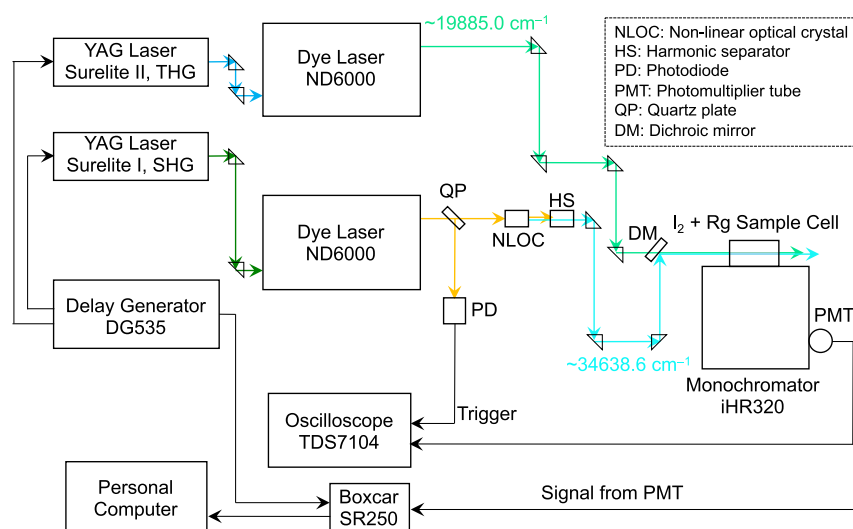 YAG Laser
Surelite II, THG
Dye Laser
ND6000
~19885.0 cm⁻¹
NLOC: Non-linear optical crystal
HS: Harmonic separator
PD: Photodiode
PMT: Photomultiplier tube
QP: Quartz plate
DM: Dichroic mirror
YAG Laser
Surelite I, SHG
Dye Laser
ND6000
QP
NLOC
HS
DM
I₂ + Rg Sample Cell
Delay Generator
DG535
PD
PMT
~34638.6 cm⁻¹
Monochromator
iHR320
Oscilloscope
TDS7104
Trigger
Personal
Computer
Boxcar
SR250
Signal from PMT